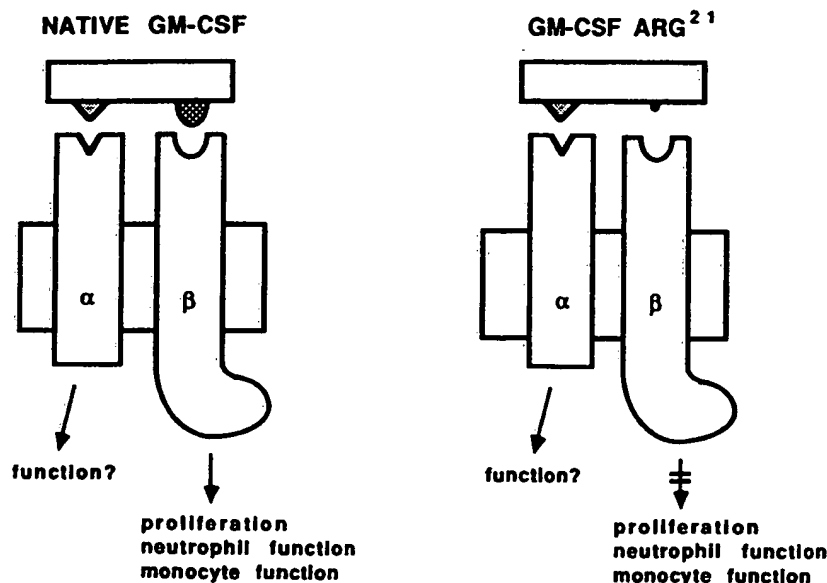 NATIVE GM-CSF
GM-CSF ARG²¹
α
β
α
β
function?
proliferation
neutrophil function
monocyte function
function?
proliferation
neutrophil function
monocyte function